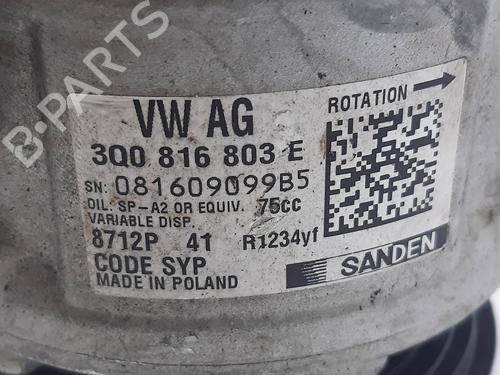 B-PARTS
VW AG
ROTATION
3Q0 816 803 E
SN: 081609099B5
OIL: SP-A2 OR EQUIV. 75CC
VARIABLE DISP.
8712P 41 R1234yf
CODE SYP
MADE IN POLAND
SANDEN